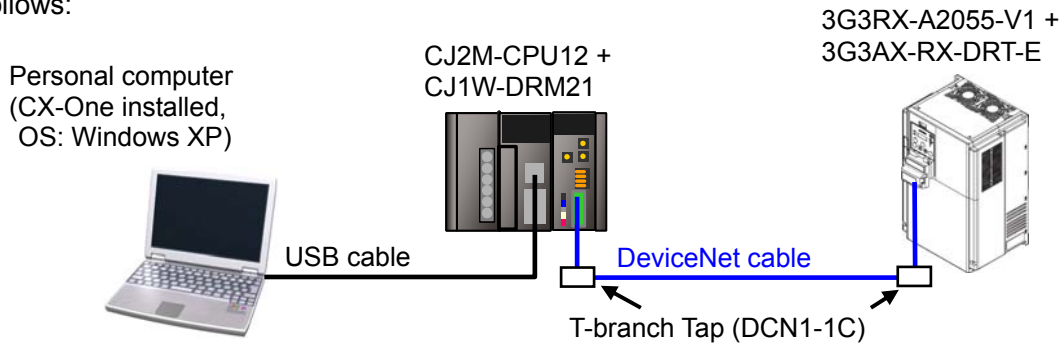 ollows:
3G3RX-A2055-V1 +
3G3AX-RX-DRT-E
CJ2M-CPU12 +
CJ1W-DRM21
Personal computer
(CX-One installed,
OS: Windows XP)
USB cable
DeviceNet cable
T-branch Tap (DCN1-1C)